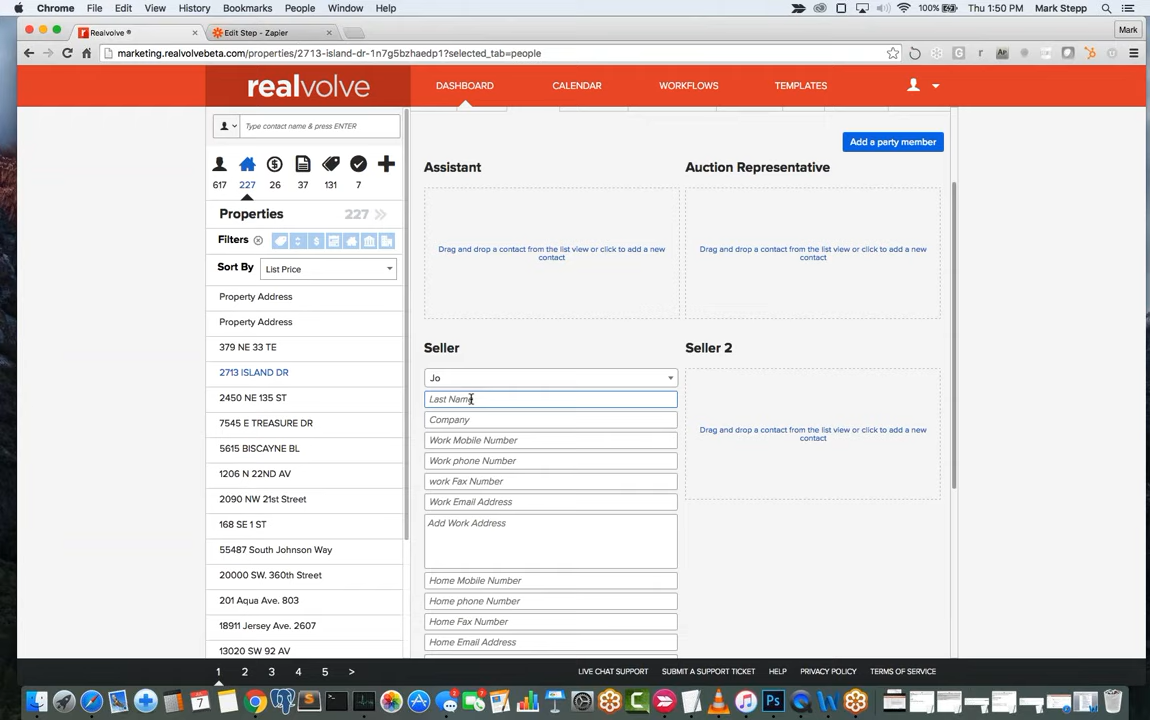 Chrome File Edit View History Bookmarks People Window Help
100% Thu 1:50 PM Mark Stepp
Realvolve ®
Edit Step - Zapier
Mark
marketing.realvolvebeta.com/properties/2713-island-dr-1n7g5bzhaedp1?selected_tab=people
realvolve
DASHBOARD
CALENDAR
WORKFLOWS
TEMPLATES
Type contact name & press ENTER
617 227 26 37 131 7
Properties 227
Filters
Sort By List Price
Property Address
Property Address
379 NE 33 TE
2713 ISLAND DR
2450 NE 135 ST
7545 E TREASURE DR
5615 BISCAYNE BL
1206 N 22ND AV
2090 NW 21st Street
168 SE 1 ST
55487 South Johnson Way
20000 SW. 360th Street
201 Aqua Ave. 803
18911 Jersey Ave. 2607
13020 SW 92 AV
1 2 3 4 5 >
Add a party member
Assistant
Drag and drop a contact from the list view or click to add a new
contact
Auction Representative
Drag and drop a contact from the list view or click to add a new
contact
Seller
Jo
Last Name
Company
Work Mobile Number
Work phone Number
work Fax Number
Work Email Address
Add Work Address
Home Mobile Number
Home phone Number
Home Fax Number
Home Email Address
Seller 2
Drag and drop a contact from the list view or click to add a new
contact
LIVE CHAT SUPPORT
SUBMIT A SUPPORT TICKET
HELP
PRIVACY POLICY
TERMS OF SERVICE